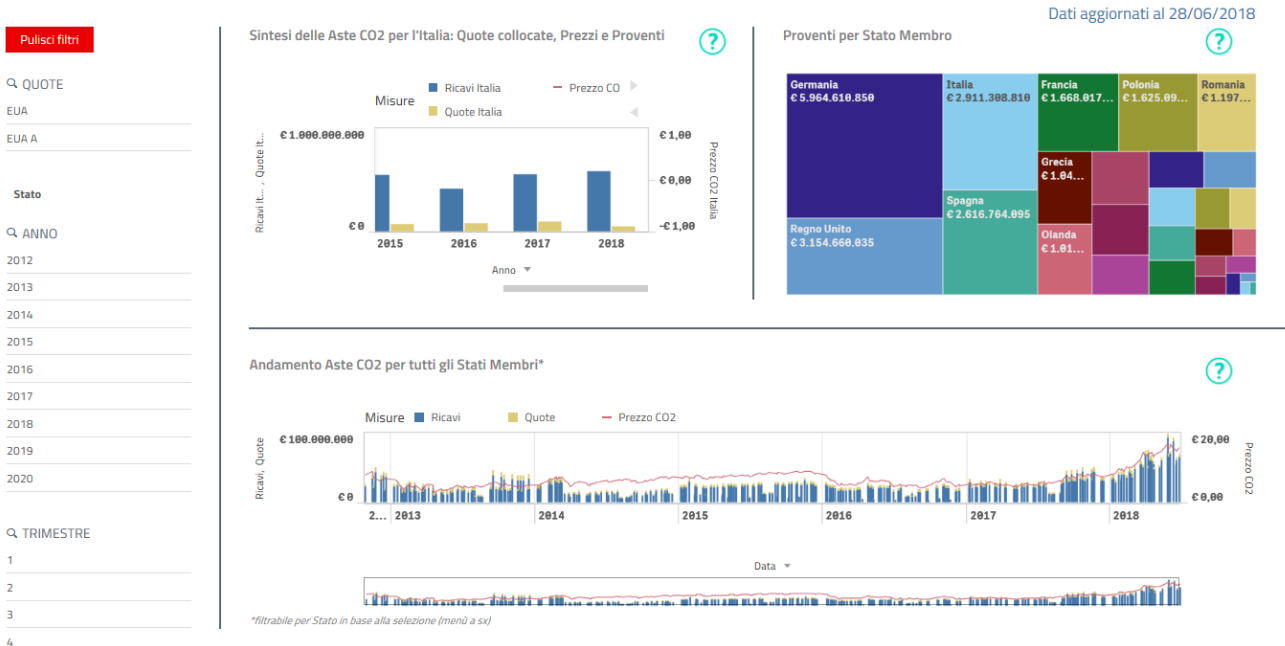 Dati aggiornati al 28/06/2018
Pulisci filtri
QUOTE
EUA
EUA A
Stato
ANNO
2012
2013
2014
2015
2016
2017
2018
2019
2020
TRIMESTRE
1
2
3
4
Sintesi delle Aste CO2 per l'Italia: Quote collocate, Prezzi e Proventi
?
Misure
Ricavi Italia
Prezzo CO
Quote Italia
Ricavi It... , Quote It...
€ 1.000.000.000
€ 0
€ 1,00
€ 0,00
-€ 1,00
Prezzo CO2 Italia
2015 2016 2017 2018
Anno
Proventi per Stato Membro
?
Germania
€ 5.964.610.850
Regno Unito
€ 3.154.660.035
Italia
€ 2.911.308.810
Spagna
€ 2.616.764.095
Francia
€ 1.668.017...
Polonia
€ 1.625.09...
Romania
€ 1.197...
Grecia
€ 1.04...
Olanda
€ 1.01...
Andamento Aste CO2 per tutti gli Stati Membri*
?
Misure Ricavi Quote Prezzo CO2
Ricavi, Quote
€ 100.000.000
€ 0
€ 20,00
€ 0,00
Prezzo CO2
2... 2013 2014 2015 2016 2017 2018
Data
*filtrabile per Stato in base alla selezione (menù a sx)